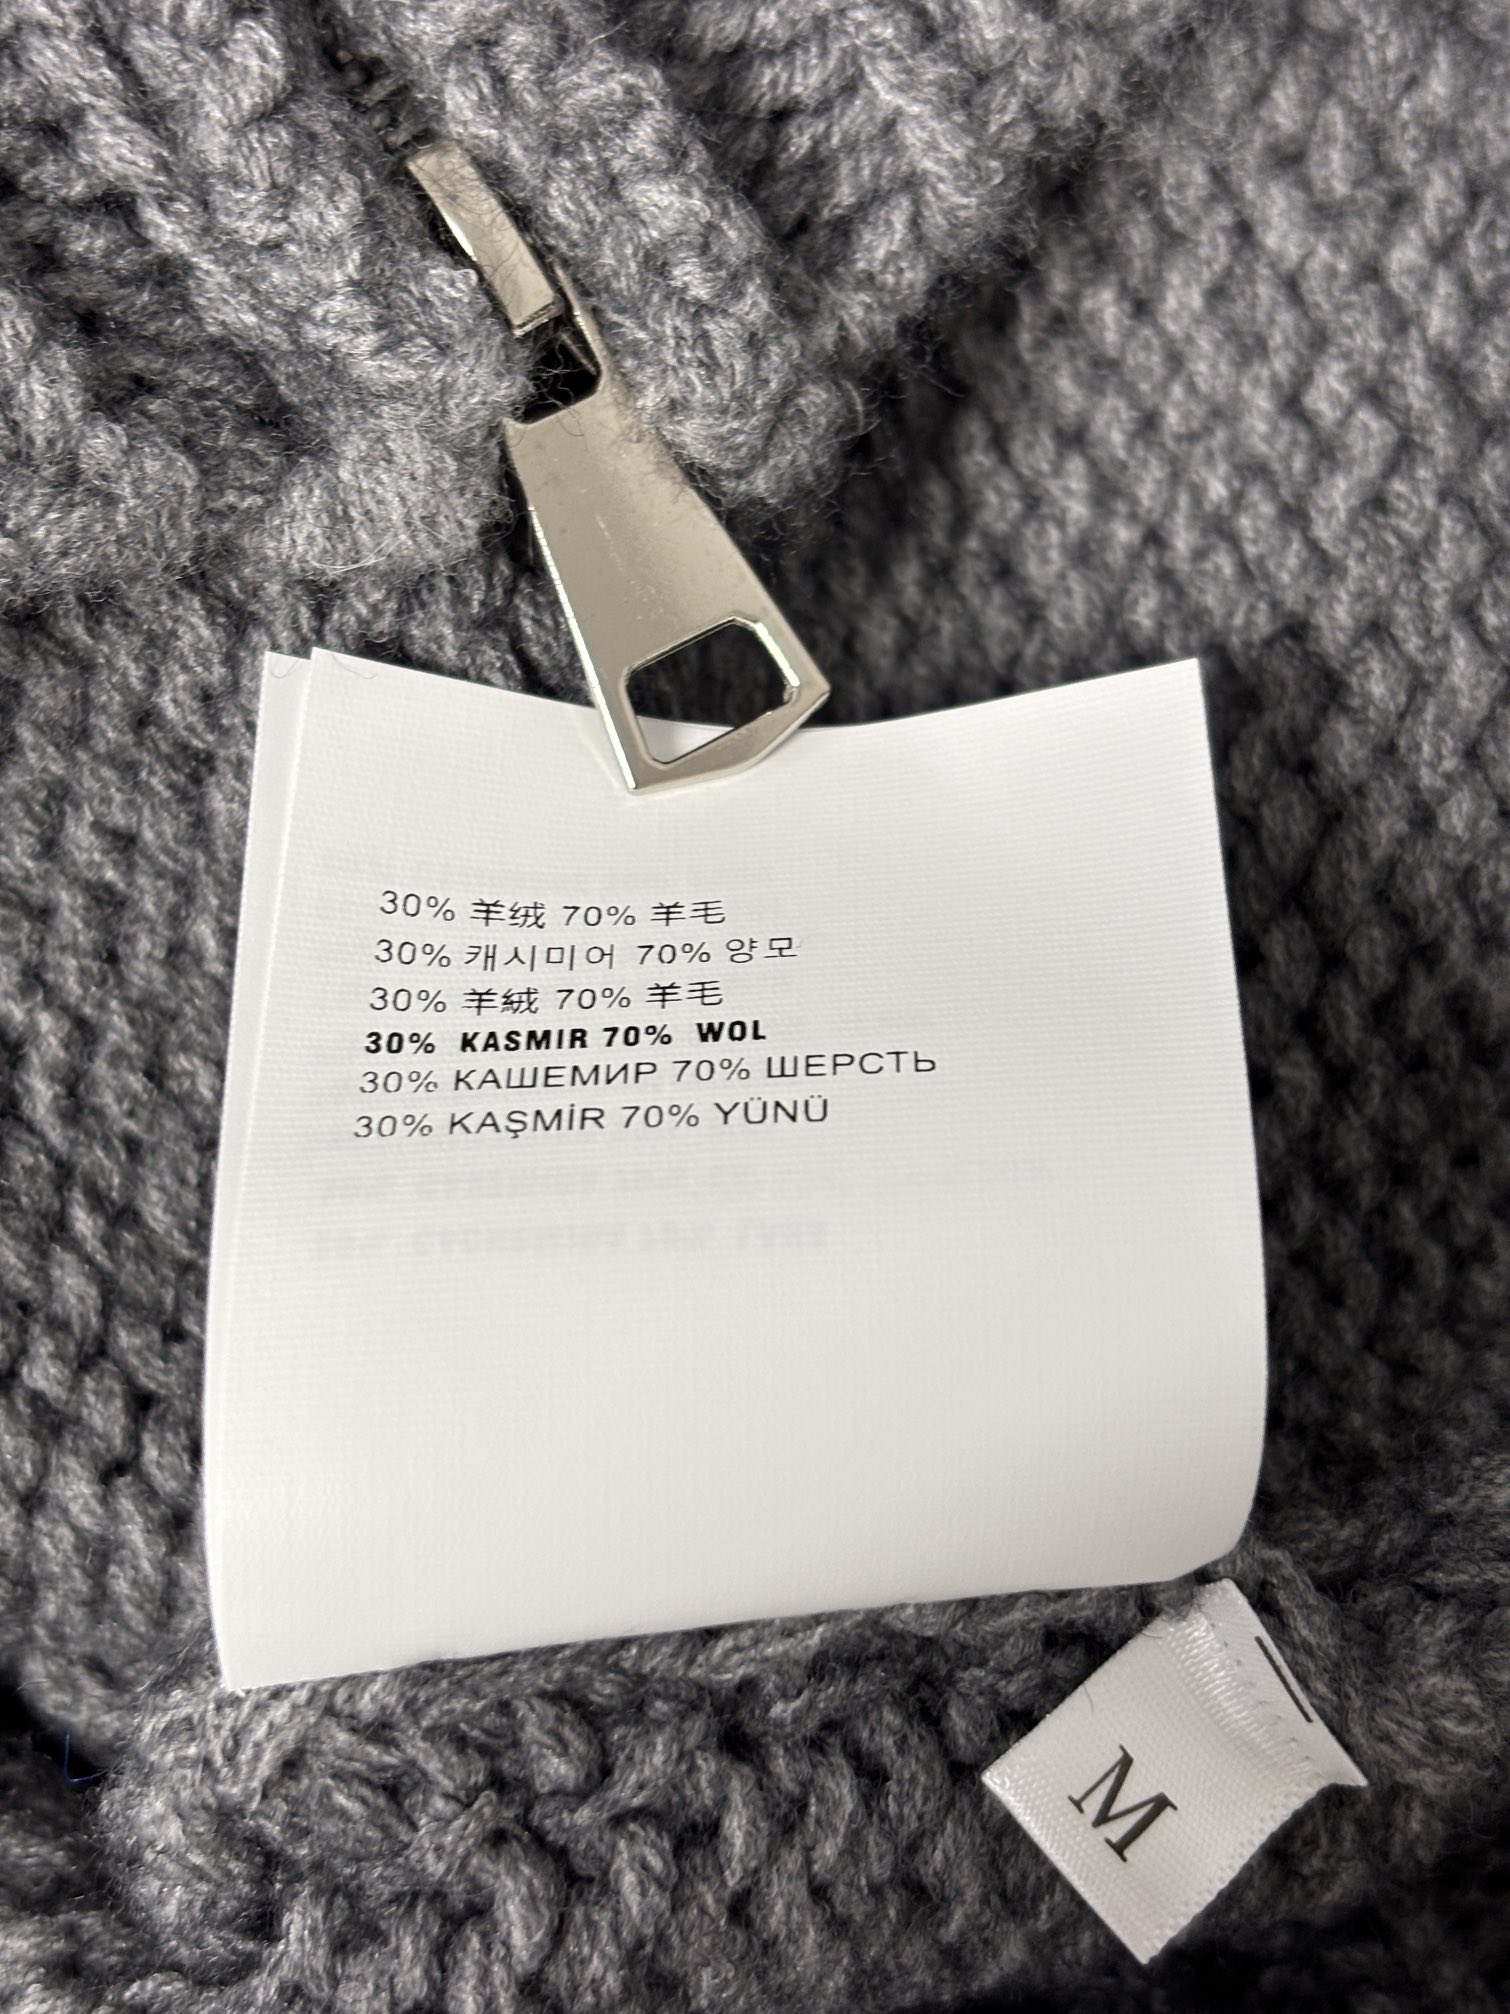 30% 羊绒 70% 羊毛
30% 캐시미어 70% 양모
30% 羊絨 70% 羊毛
30% KASMIR 70% WOL
30% КАШЕМИР 70% ШЕРСТЬ
30% KAŞMİR 70% YÜNÜ
M